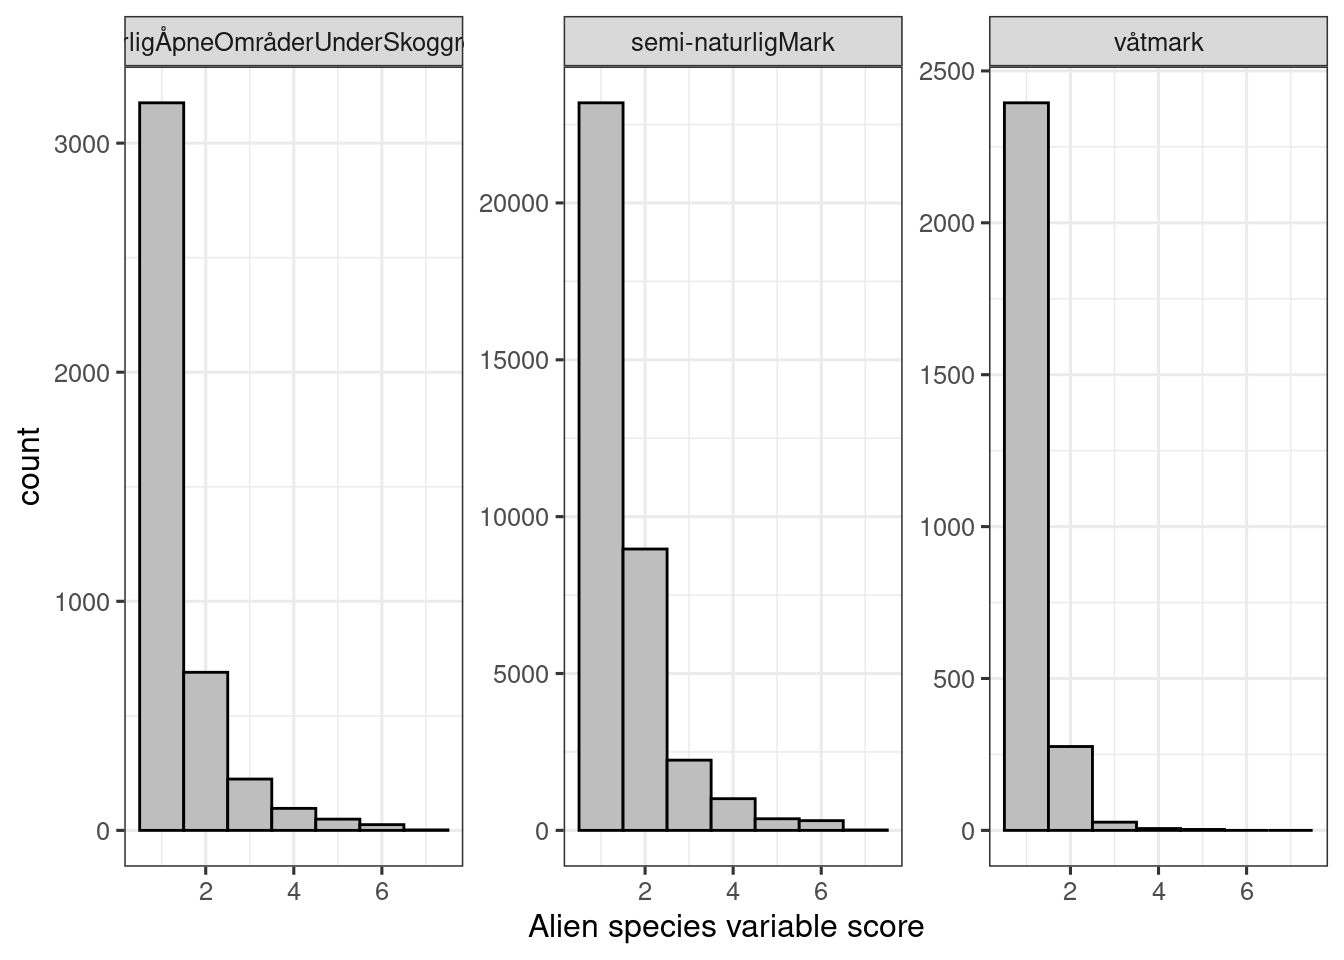 rligÅpneOmråderUnderSkoggr
semi-naturligMark
våtmark
3000
2000
1000
0
20000
15000
10000
5000
0
2500
2000
1500
1000
500
0
count
2 4 6
2 4 6
2 4 6
Alien species variable score